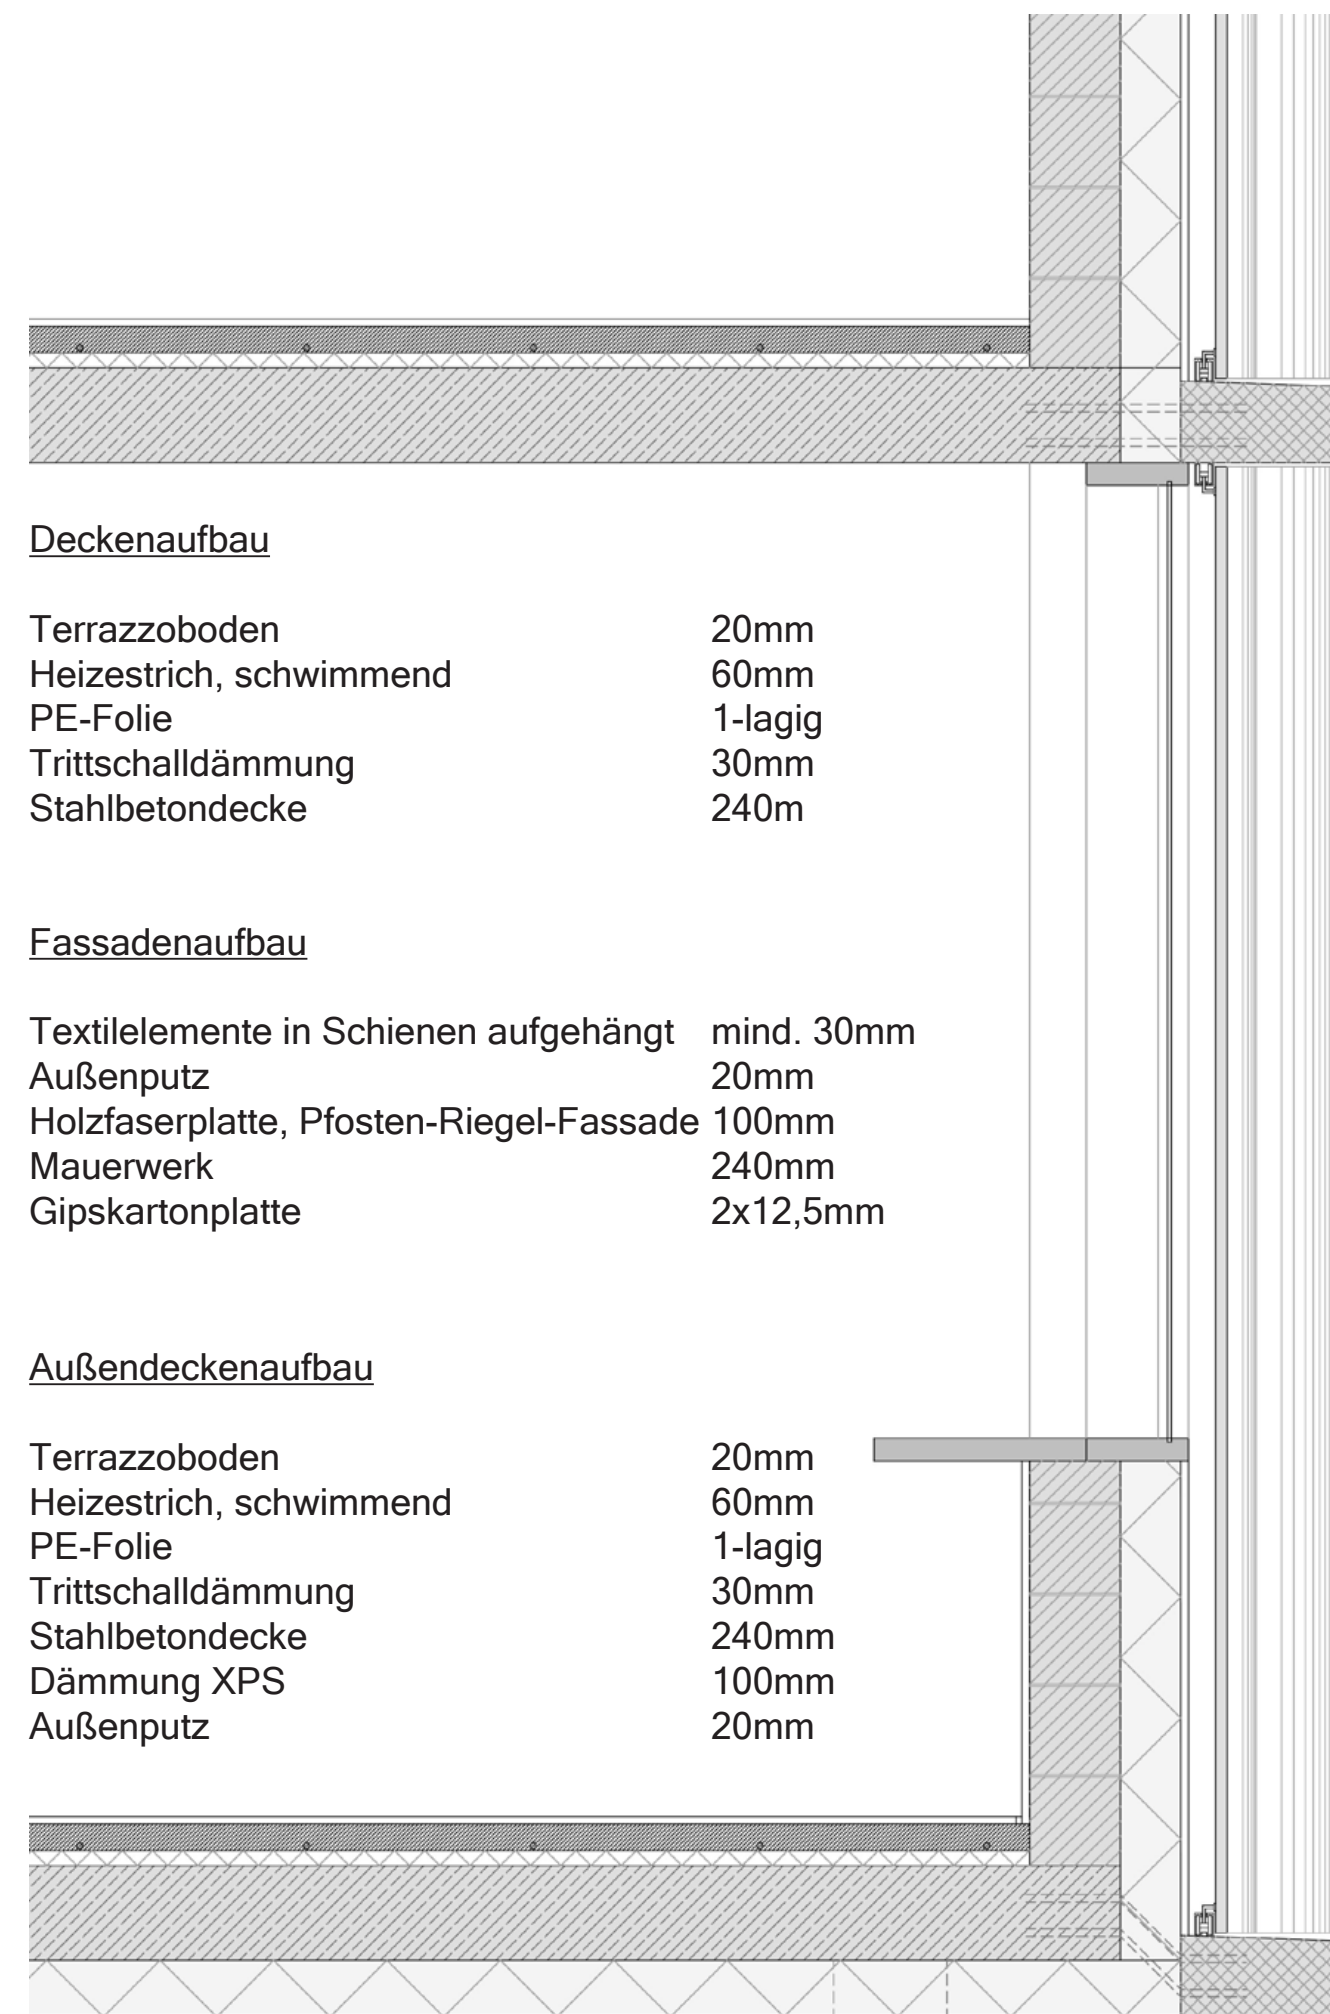 Deckenaufbau
Terrazzoboden 20mm
Heizestrich, schwimmend 60mm
PE-Folie 1-lagig
Trittschalldämmung 30mm
Stahlbetondecke 240m
Fassadenaufbau
Textilelemente in Schienen aufgehängt mind. 30mm
Außenputz 20mm
Holzfaserplatte, Pfosten-Riegel-Fassade 100mm
Mauerwerk 240mm
Gipskartonplatte 2x12,5mm
Außendeckenaufbau
Terrazzoboden 20mm
Heizestrich, schwimmend 60mm
PE-Folie 1-lagig
Trittschalldämmung 30mm
Stahlbetondecke 240mm
Dämmung XPS 100mm
Außenputz 20mm